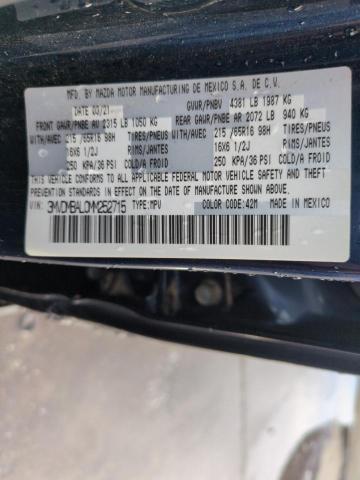 MFD. BY MAZDA MOTOR MANUFACTURING DE MEXICO S.A. DE C.V.
DATE: 03/21 GVWR/PNBV 4381 LB 1987 KG
FRONT GAWR/PNBE AV 2315 LB 1050 KG REAR GAWR/PNBE AR 2072 LB 940 KG
WITH/AVEC 215/65R16 98H TIRES/PNEUS WITH/AVEC 215/65R16 98H TIRES/PNEUS
16X6 1/2J RIMS/JANTES 16X6 1/2J RIMS/JANTES
250 KPA/36 PSI COLD/A FROID 250 KPA/36 PSI COLD/A FROID
THIS VEHICLE CONFORMS TO ALL APPLICABLE FEDERAL MOTOR VEHICLE SAFETY,
BUMPER, AND THEFT PREVENTION STANDARDS IN EFFECT ON THE DATE OF MANUFACTURE SHOWN ABOVE.
3MVDMBAL0MM252715 TYPE:MPV COLOR CODE:42M MADE IN MEXICO